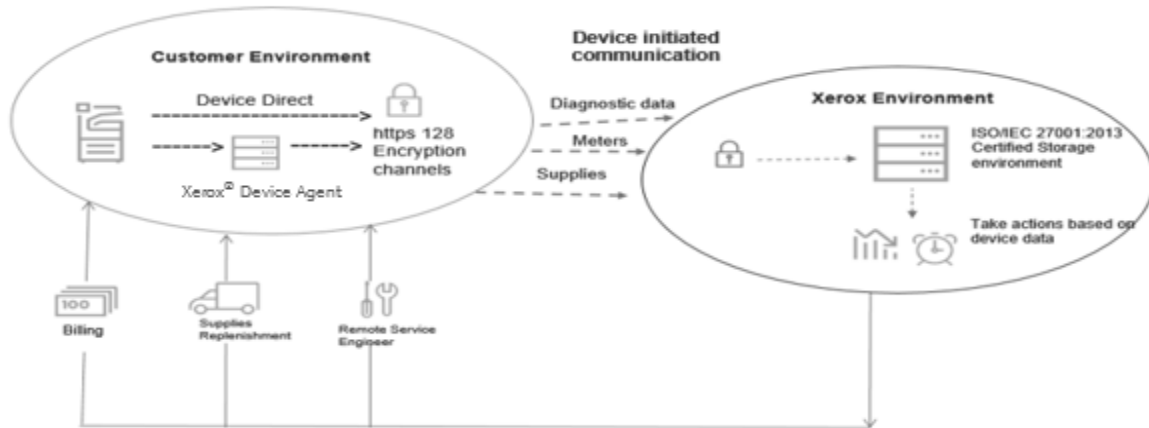 Customer Environment
Device Direct
https 128
Encryption
channels
Xerox® Device Agent
Device initiated
communication
Diagnostic data
Meters
Supplies
Xerox Environment
ISO/IEC 27001:2013
Certified Storage
environment
Take actions based on
device data
100
Billing
Supplies
Replenishment
Remote Service
Engineer